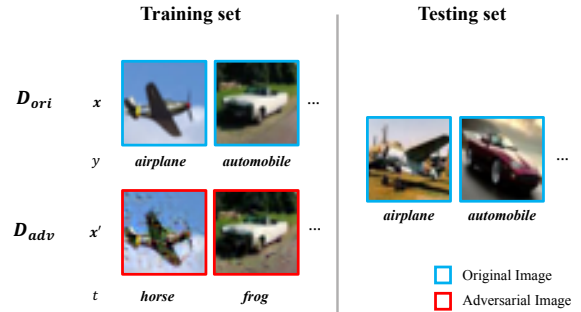 Training set
Testing set
D_ori x ...
y airplane automobile
D_adv x' ...
t horse frog
...
airplane automobile
Original Image
Adversarial Image